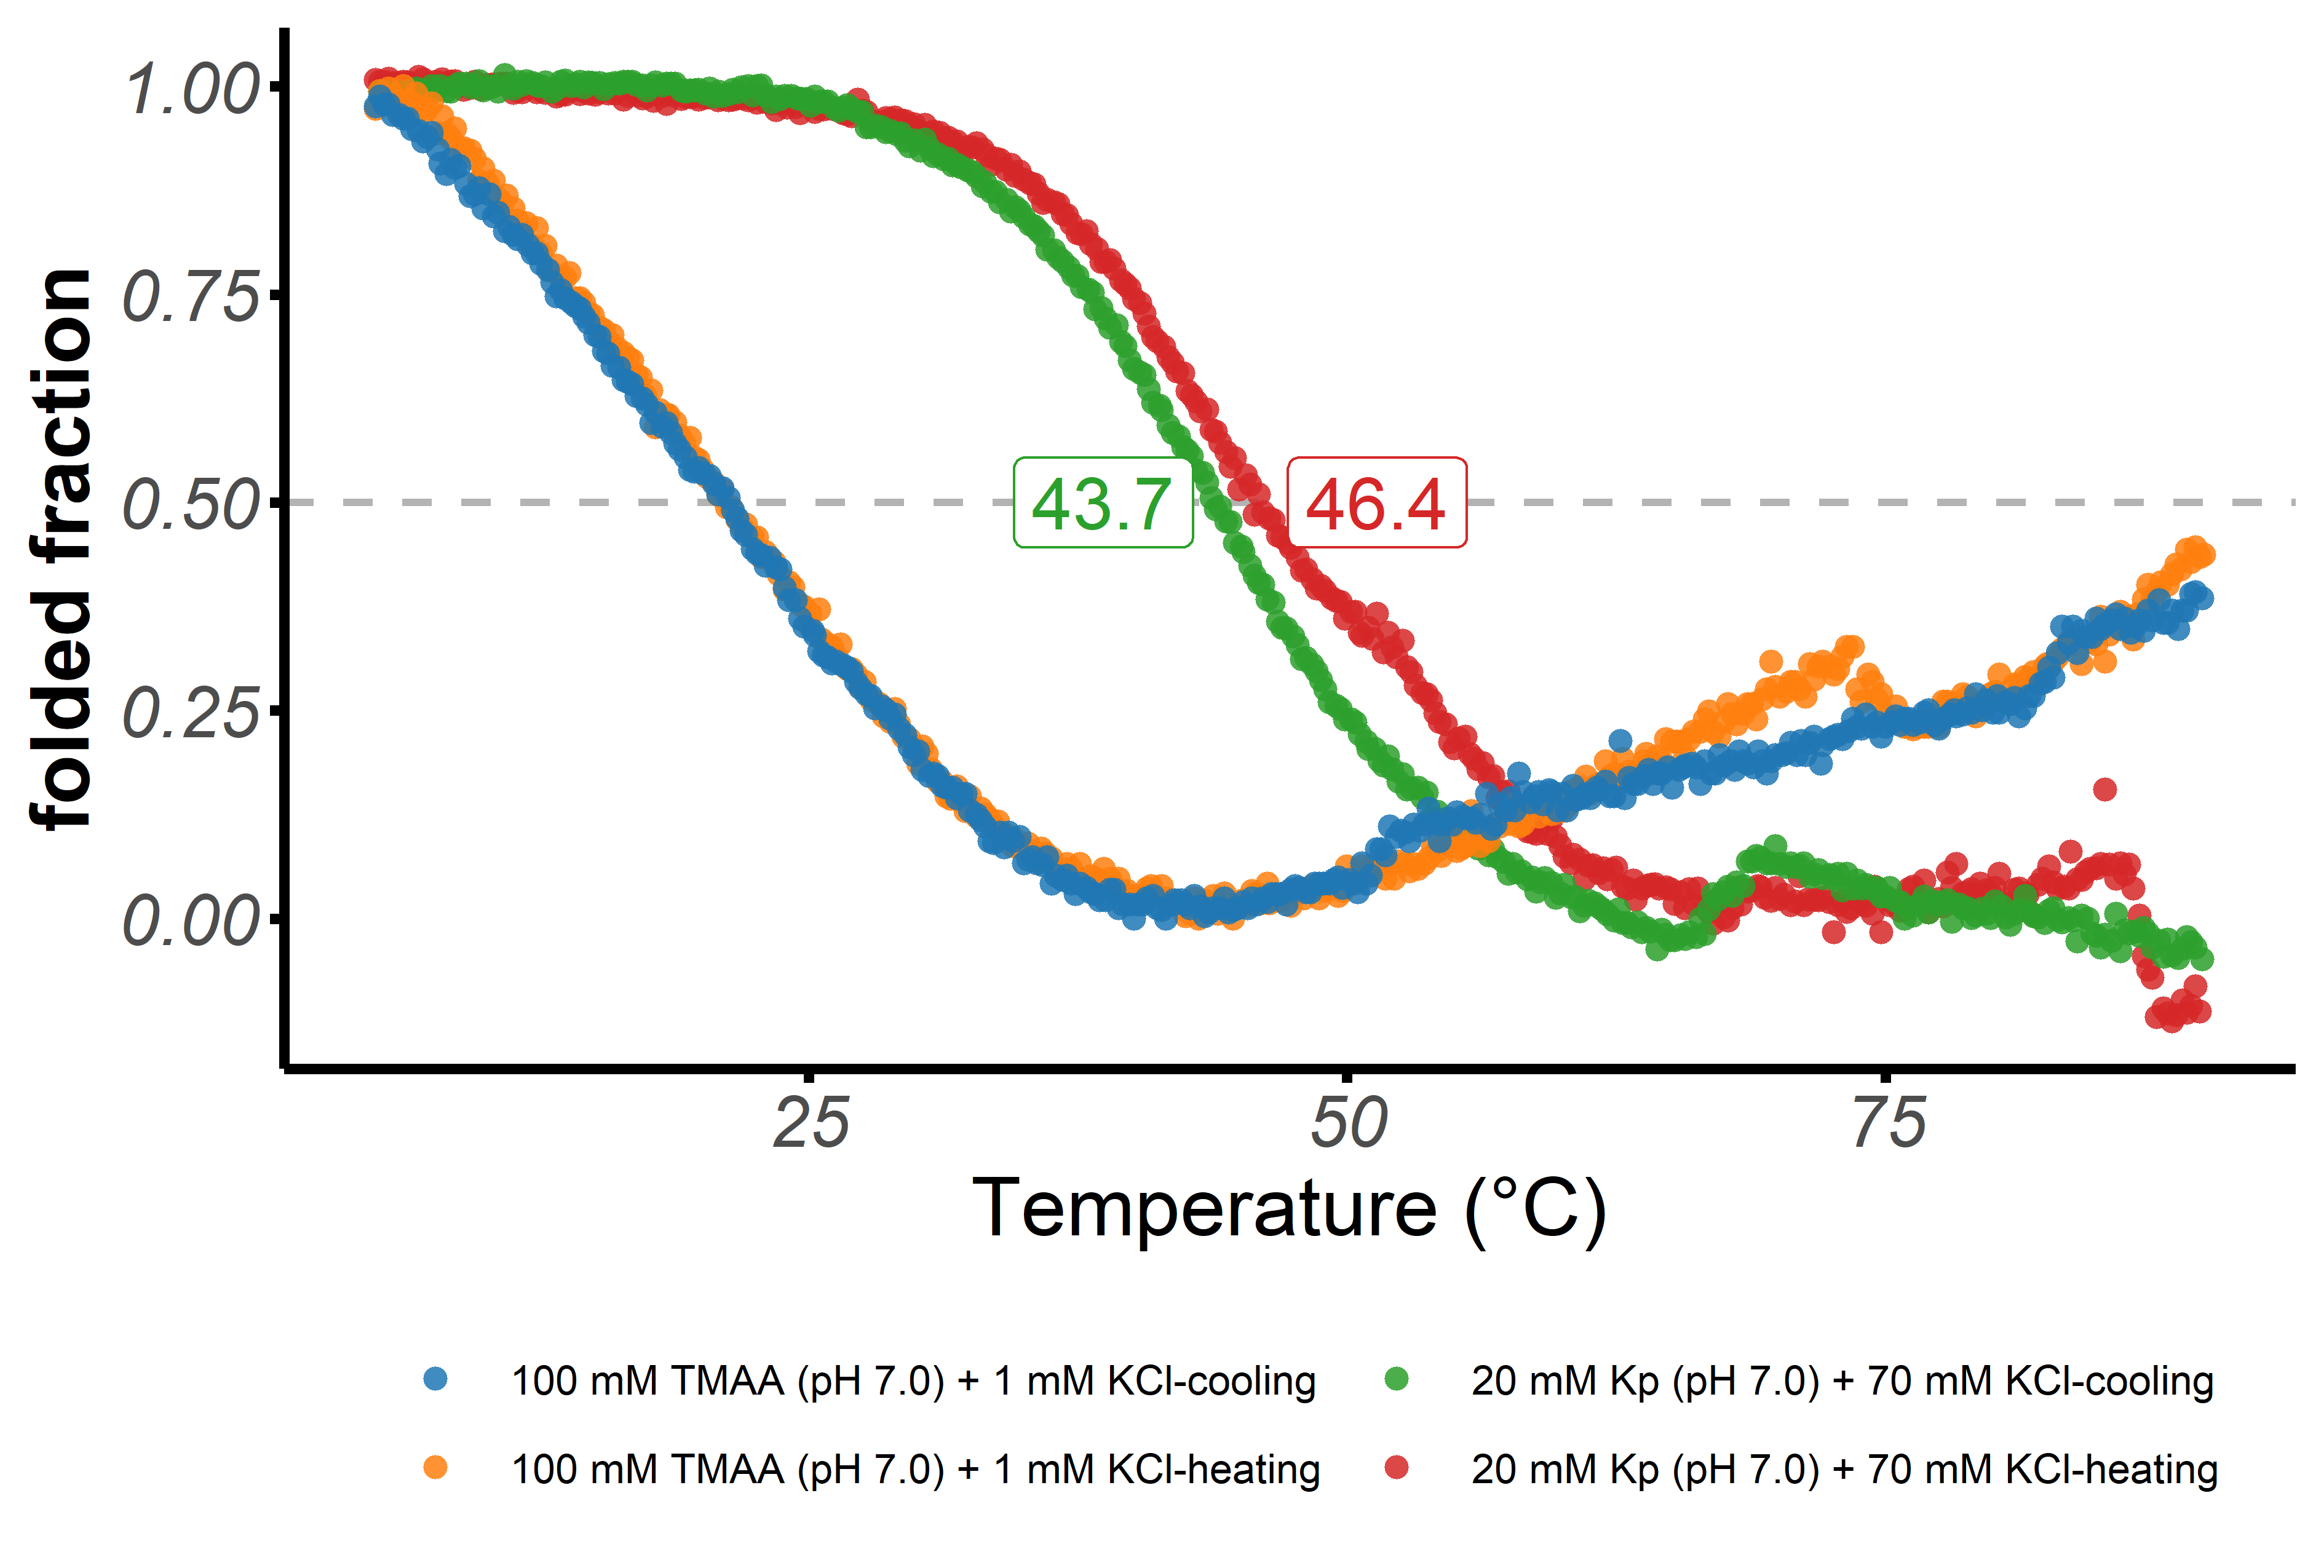 1.00
0.75
0.50
0.25
0.00
folded fraction
43.7
46.4
25
50
75
Temperature (°C)
100 mM TMAA (pH 7.0) + 1 mM KCl-cooling
100 mM TMAA (pH 7.0) + 1 mM KCl-heating
20 mM Kp (pH 7.0) + 70 mM KCl-cooling
20 mM Kp (pH 7.0) + 70 mM KCl-heating